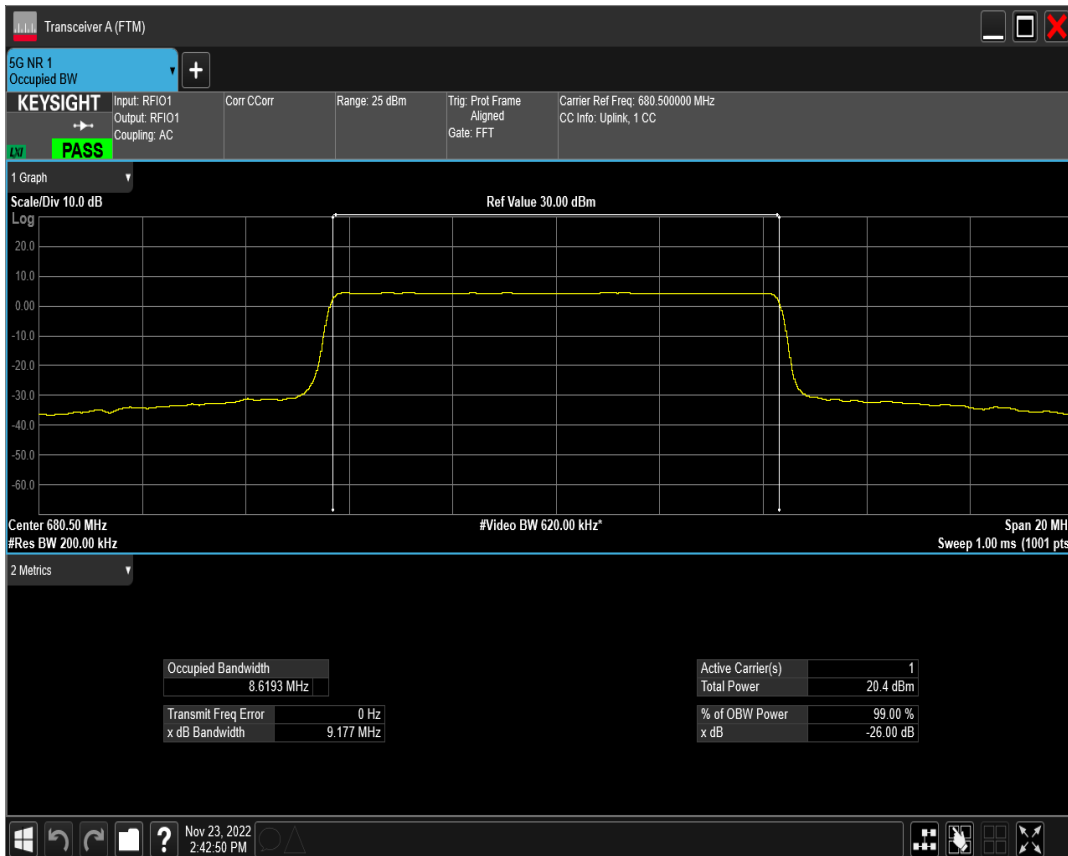 Transceiver A (FTM)
5G NR 1
Occupied BW
+
KEYSIGHT
LXI
PASS
Input: RFIO1
Output: RFIO1
Coupling: AC
Corr CCorr
Range: 25 dBm
Trig: Prot Frame
Aligned
Gate: FFT
Carrier Ref Freq: 680.500000 MHz
CC Info: Uplink, 1 CC
1 Graph
Scale/Div 10.0 dB
Ref Value 30.00 dBm
Log
20.0
10.0
0.00
-10.0
-20.0
-30.0
-40.0
-50.0
-60.0
Center 680.50 MHz
#Video BW 620.00 kHz*
Span 20 MH
#Res BW 200.00 kHz
Sweep 1.00 ms (1001 pts
2 Metrics
Occupied Bandwidth
8.6193 MHz
Transmit Freq Error 0 Hz
x dB Bandwidth 9.177 MHz
Active Carrier(s) 1
Total Power 20.4 dBm
% of OBW Power 99.00 %
x dB -26.00 dB
?
Nov 23, 2022
2:42:50 PM